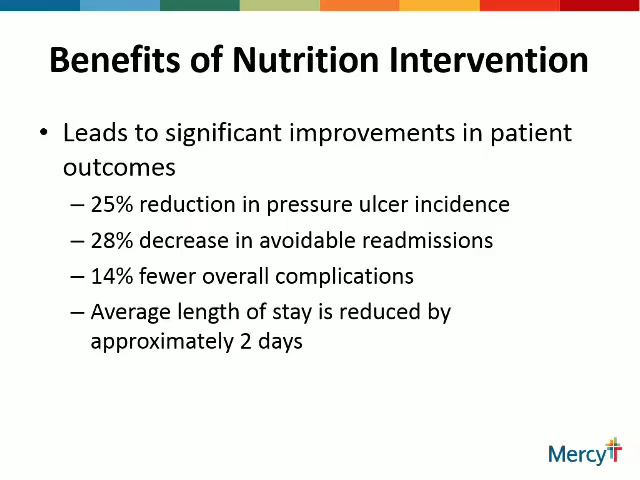 Benefits of Nutrition Intervention
• Leads to significant improvements in patient
outcomes
– 25% reduction in pressure ulcer incidence
– 28% decrease in avoidable readmissions
– 14% fewer overall complications
– Average length of stay is reduced by
approximately 2 days
Mercy